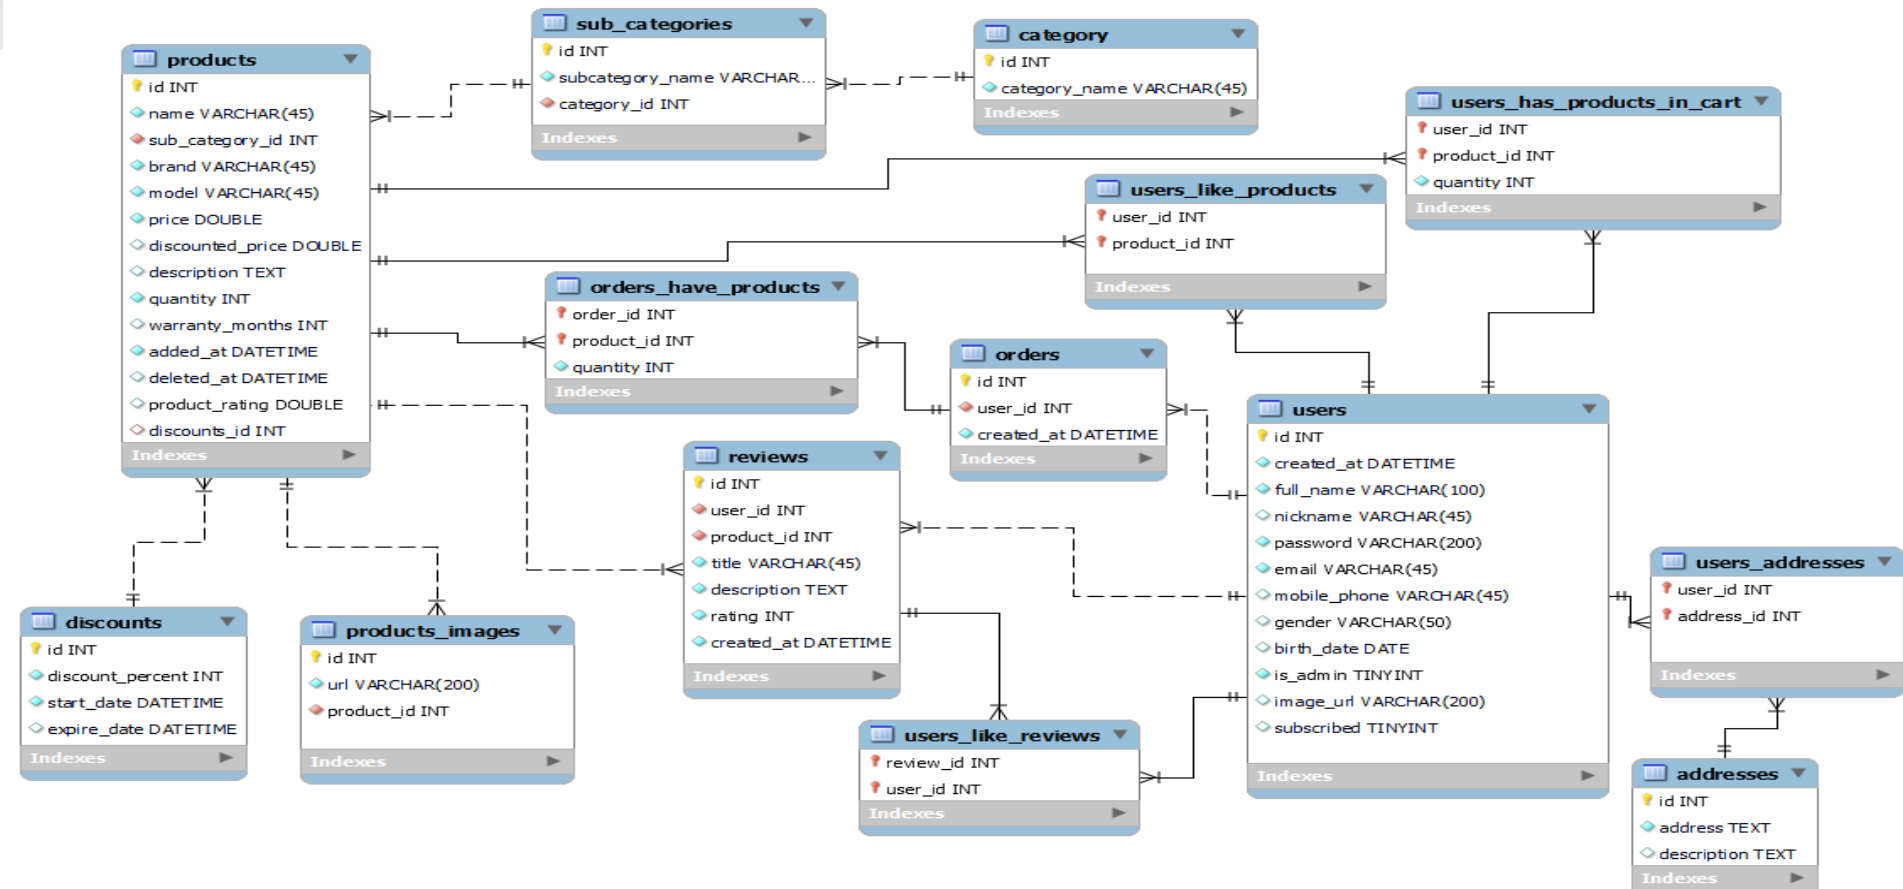 products
id INT
name VARCHAR(45)
sub_category_id INT
brand VARCHAR(45)
model VARCHAR(45)
price DOUBLE
discounted_price DOUBLE
description TEXT
quantity INT
warranty_months INT
added_at DATETIME
deleted_at DATETIME
product_rating DOUBLE
discounts_id INT
Indexes
sub_categories
id INT
subcategory_name VARCHAR...
category_id INT
Indexes
category
id INT
category_name VARCHAR(45)
Indexes
users_has_products_in_cart
user_id INT
product_id INT
quantity INT
Indexes
users_like_products
user_id INT
product_id INT
Indexes
orders_have_products
order_id INT
product_id INT
quantity INT
Indexes
orders
id INT
user_id INT
created_at DATETIME
Indexes
reviews
id INT
user_id INT
product_id INT
title VARCHAR(45)
description TEXT
rating INT
created_at DATETIME
Indexes
users
id INT
created_at DATETIME
full_name VARCHAR(100)
nickname VARCHAR(45)
password VARCHAR(200)
email VARCHAR(45)
mobile_phone VARCHAR(45)
gender VARCHAR(50)
birth_date DATE
is_admin TINYINT
image_url VARCHAR(200)
subscribed TINYINT
Indexes
users_addresses
user_id INT
address_id INT
Indexes
discounts
id INT
discount_percent INT
start_date DATETIME
expire_date DATETIME
Indexes
products_images
id INT
url VARCHAR(200)
product_id INT
Indexes
users_like_reviews
review_id INT
user_id INT
Indexes
addresses
id INT
address TEXT
description TEXT
Indexes